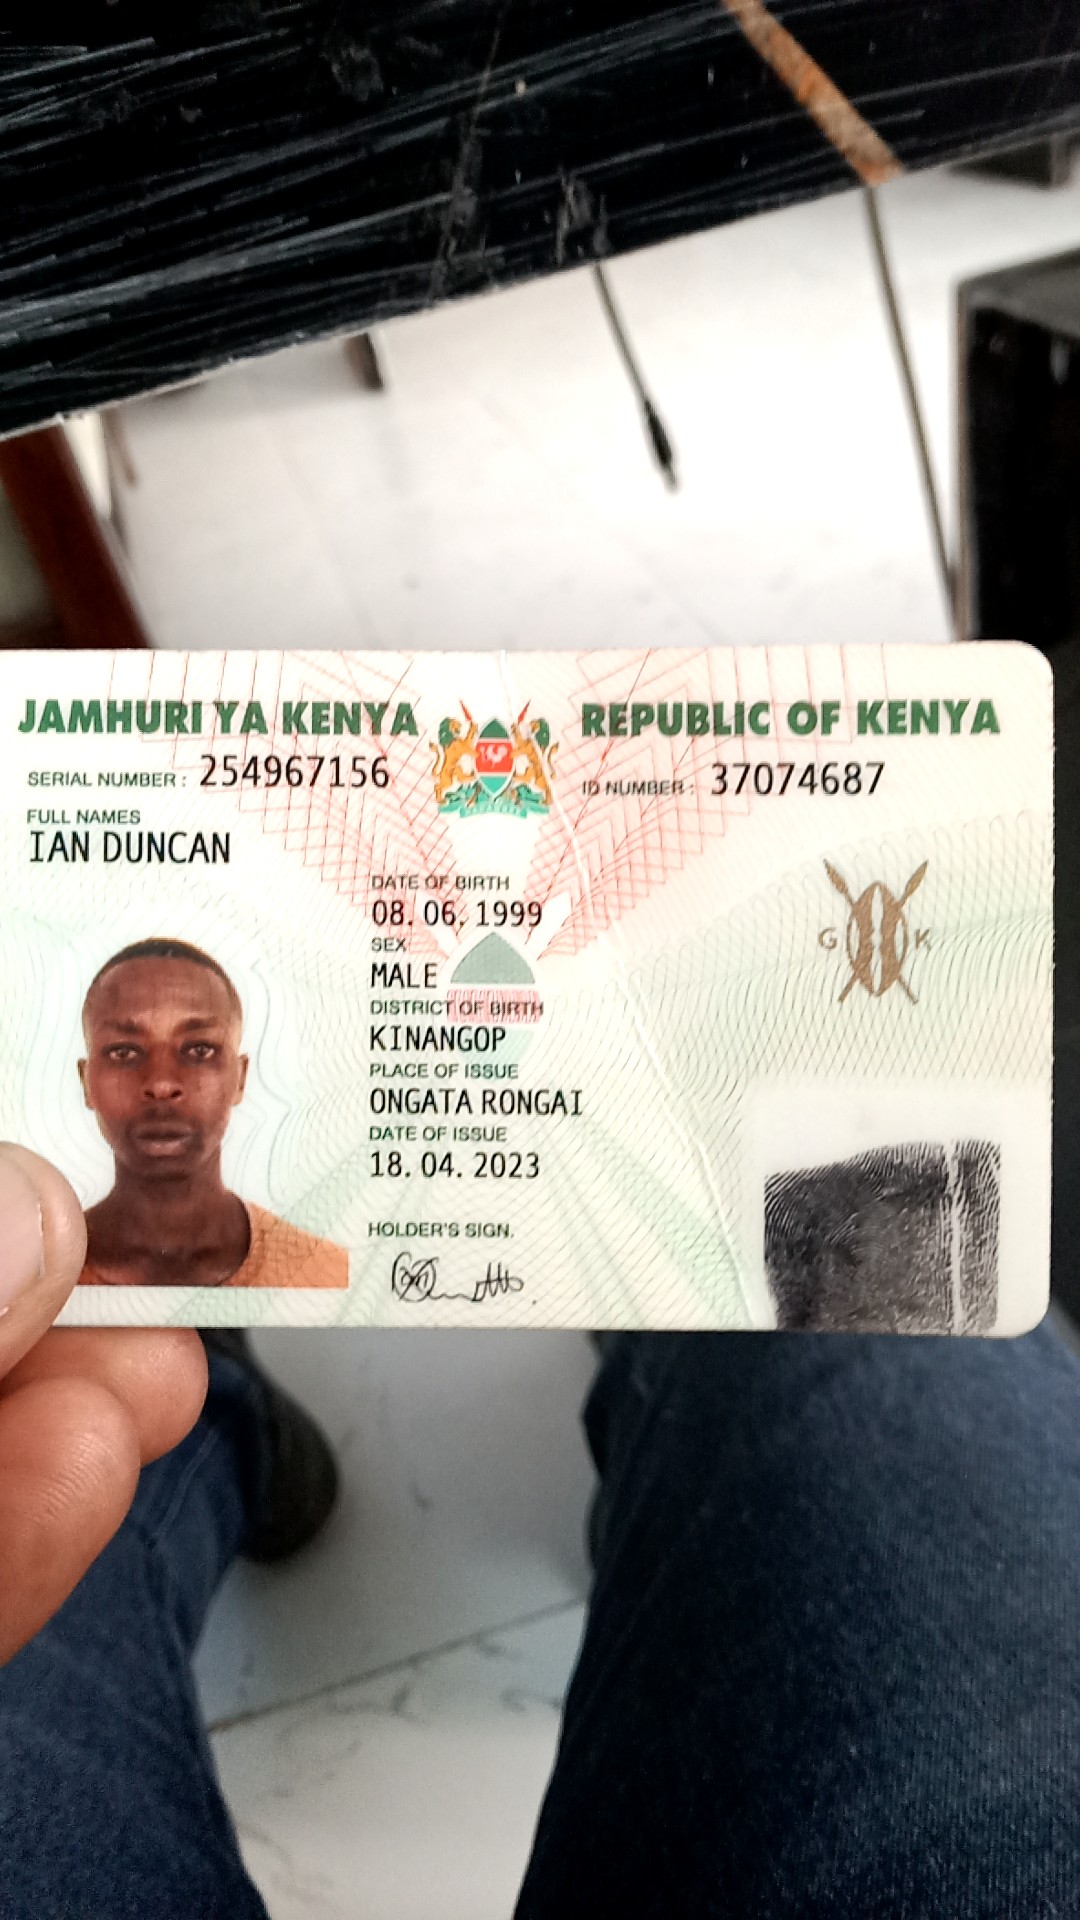 JAMHURI YA KENYA
REPUBLIC OF KENYA
SERIAL NUMBER: 254967156
ID NUMBER: 37074687
FULL NAMES
IAN DUNCAN
DATE OF BIRTH
08. 06. 1999
SEX
MALE
DISTRICT OF BIRTH
KINANGOP
PLACE OF ISSUE
ONGATA RONGAI
DATE OF ISSUE
18. 04. 2023
HOLDER'S SIGN.
G K